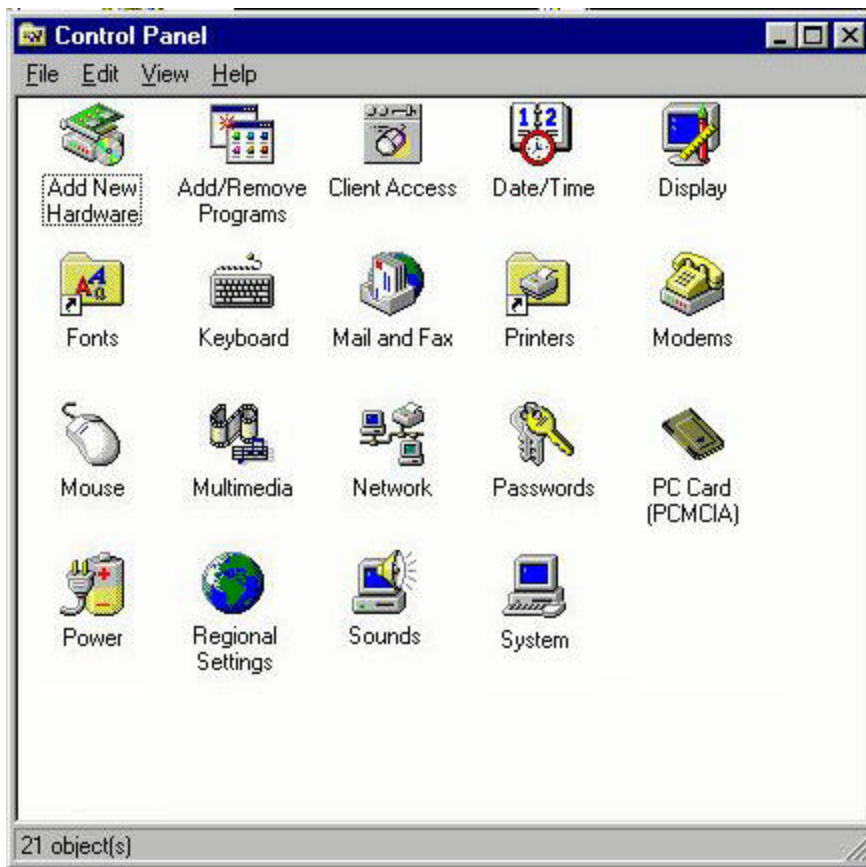 Control Panel
File Edit View Help
Add New Hardware
Add/Remove Programs
Client Access
Date/Time
Display
Fonts
Keyboard
Mail and Fax
Printers
Modems
Mouse
Multimedia
Network
Passwords
PC Card (PCMCIA)
Power
Regional Settings
Sounds
System
21 object(s)